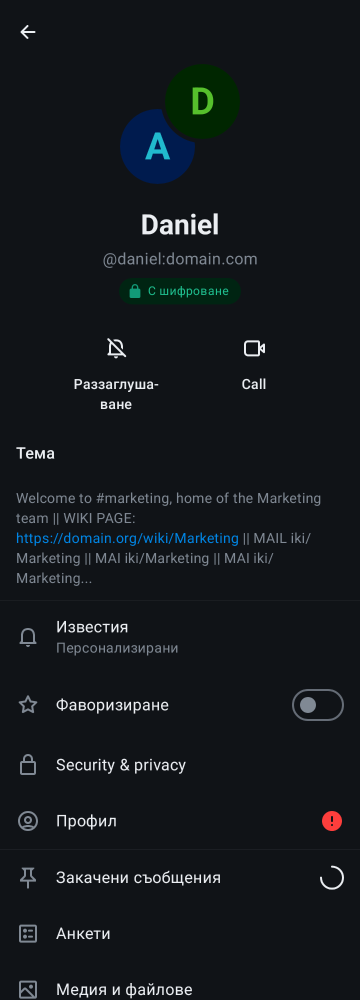 D
A
Daniel
@daniel:domain.com
С шифроване
Раззаглуша-
ване
Call
Тема
Welcome to #marketing, home of the Marketing
team || WIKI PAGE:
https://domain.org/wiki/Marketing || MAIL iki/
Marketing || MAI iki/Marketing || MAI iki/
Marketing...
Известия
Персонализирани
Фаворизиране
Security & privacy
Профил
Закачени съобщения
Анкети
Медия и файлове